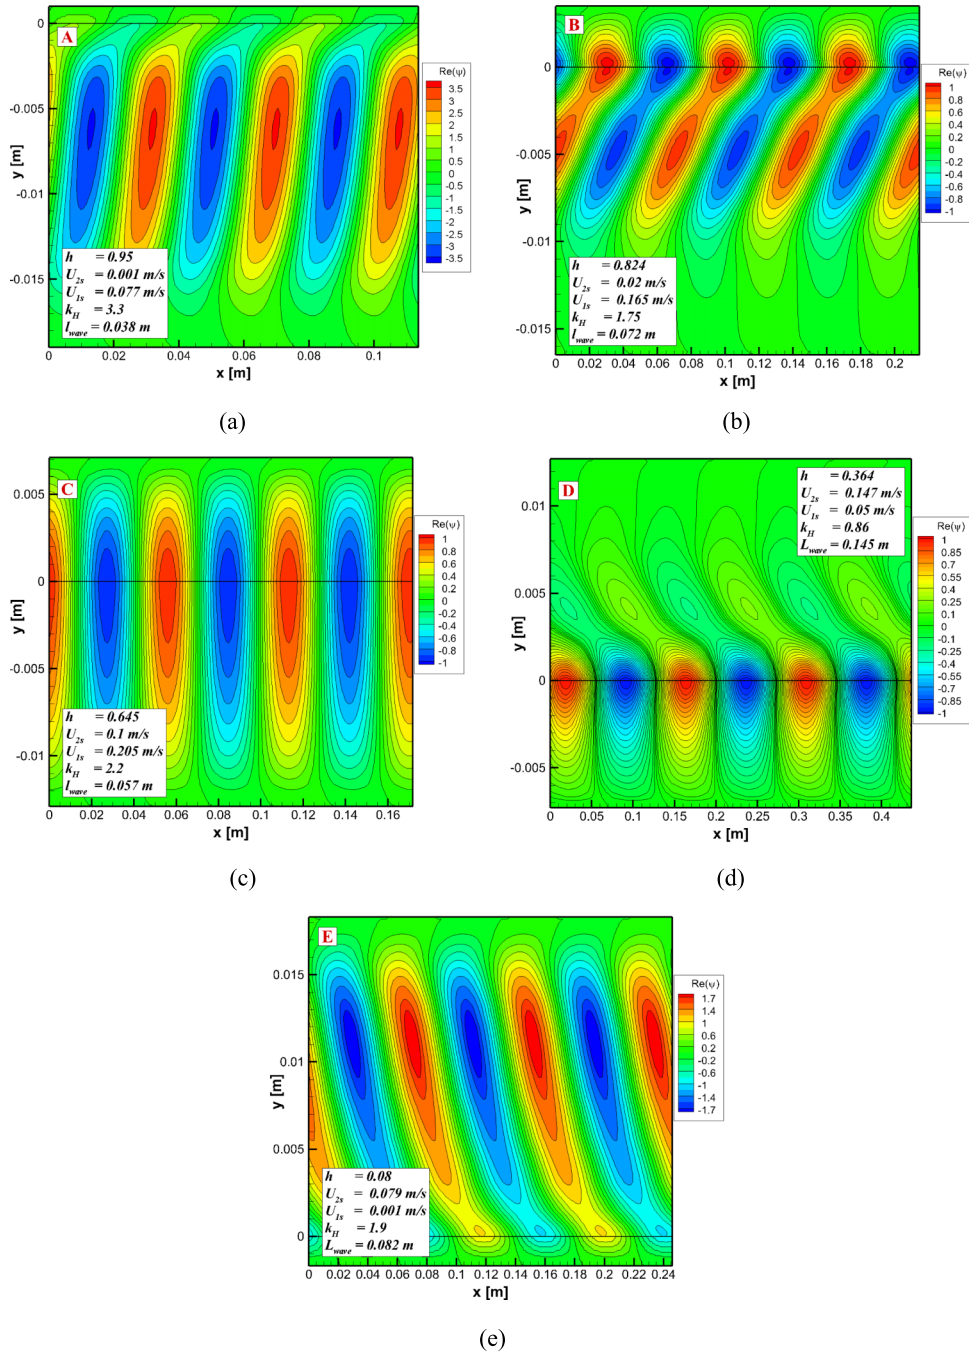 A
0
-0.005
-0.01
-0.015
y [m]
h = 0.95
U2s = 0.001 m/s
U1s = 0.077 m/s
kH = 3.3
lwave = 0.038 m
0 0.02 0.04 0.06 0.08 0.1
x [m]
Re(ψ)
3.5
3
2.5
2
1.5
1
0.5
0
-0.5
-1
-1.5
-2
-2.5
-3
-3.5
(a)
B
0
-0.005
-0.01
-0.015
y [m]
h = 0.824
U2s = 0.02 m/s
U1s = 0.165 m/s
kH = 1.75
lwave = 0.072 m
0 0.02 0.04 0.06 0.08 0.1 0.12 0.14 0.16 0.18 0.2
x [m]
Re(ψ)
1
0.8
0.6
0.4
0.2
0
-0.2
-0.4
-0.6
-0.8
-1
(b)
C
0.005
0
-0.005
-0.01
y [m]
h = 0.645
U2s = 0.1 m/s
U1s = 0.205 m/s
kH = 2.2
lwave = 0.057 m
0 0.02 0.04 0.06 0.08 0.1 0.12 0.14 0.16
x [m]
Re(ψ)
1
0.8
0.6
0.4
0.2
0
-0.2
-0.4
-0.6
-0.8
-1
(c)
D
0.01
0.005
0
-0.005
y [m]
h = 0.364
U2s = 0.147 m/s
U1s = 0.05 m/s
kH = 0.86
Lwave = 0.145 m
0 0.05 0.1 0.15 0.2 0.25 0.3 0.35 0.4
x [m]
Re(ψ)
1
0.85
0.7
0.55
0.4
0.25
0.1
0
-0.1
-0.25
-0.4
-0.55
-0.7
-0.85
-1
(d)
E
0.015
0.01
0.005
0
y [m]
h = 0.08
U2s = 0.079 m/s
U1s = 0.001 m/s
kH = 1.9
Lwave = 0.082 m
0 0.02 0.04 0.06 0.08 0.1 0.12 0.14 0.16 0.18 0.2 0.22 0.24
x [m]
Re(ψ)
1.7
1.4
1
0.6
0.2
-0.2
-0.6
-1
-1.4
-1.7
(e)